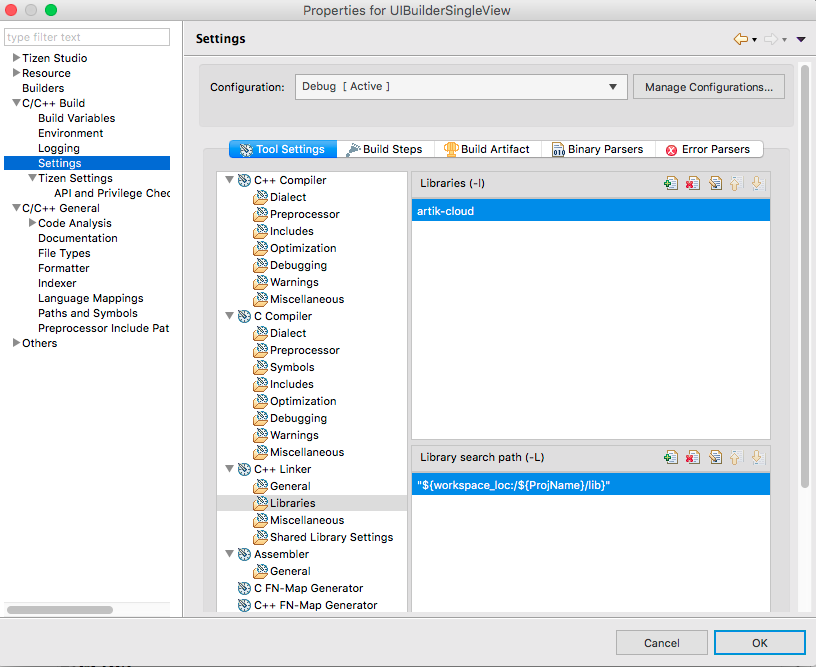 Properties for UIBuilderSingleView
type filter text
Tizen Studio
Resource
Builders
C/C++ Build
Build Variables
Environment
Logging
Settings
Tizen Settings
API and Privilege Chec
C/C++ General
Code Analysis
Documentation
File Types
Formatter
Indexer
Language Mappings
Paths and Symbols
Preprocessor Include Pat
Others
Settings
Configuration:
Debug [ Active ]
Manage Configurations...
Tool Settings
Build Steps
Build Artifact
Binary Parsers
Error Parsers
C++ Compiler
Dialect
Preprocessor
Includes
Optimization
Debugging
Warnings
Miscellaneous
C Compiler
Dialect
Preprocessor
Symbols
Includes
Optimization
Debugging
Warnings
Miscellaneous
C++ Linker
General
Libraries
Miscellaneous
Shared Library Settings
Assembler
General
C FN-Map Generator
C++ FN-Map Generator
Libraries (-l)
artik-cloud
Library search path (-L)
"${workspace_loc:/${ProjName}/lib}"
Cancel
OK